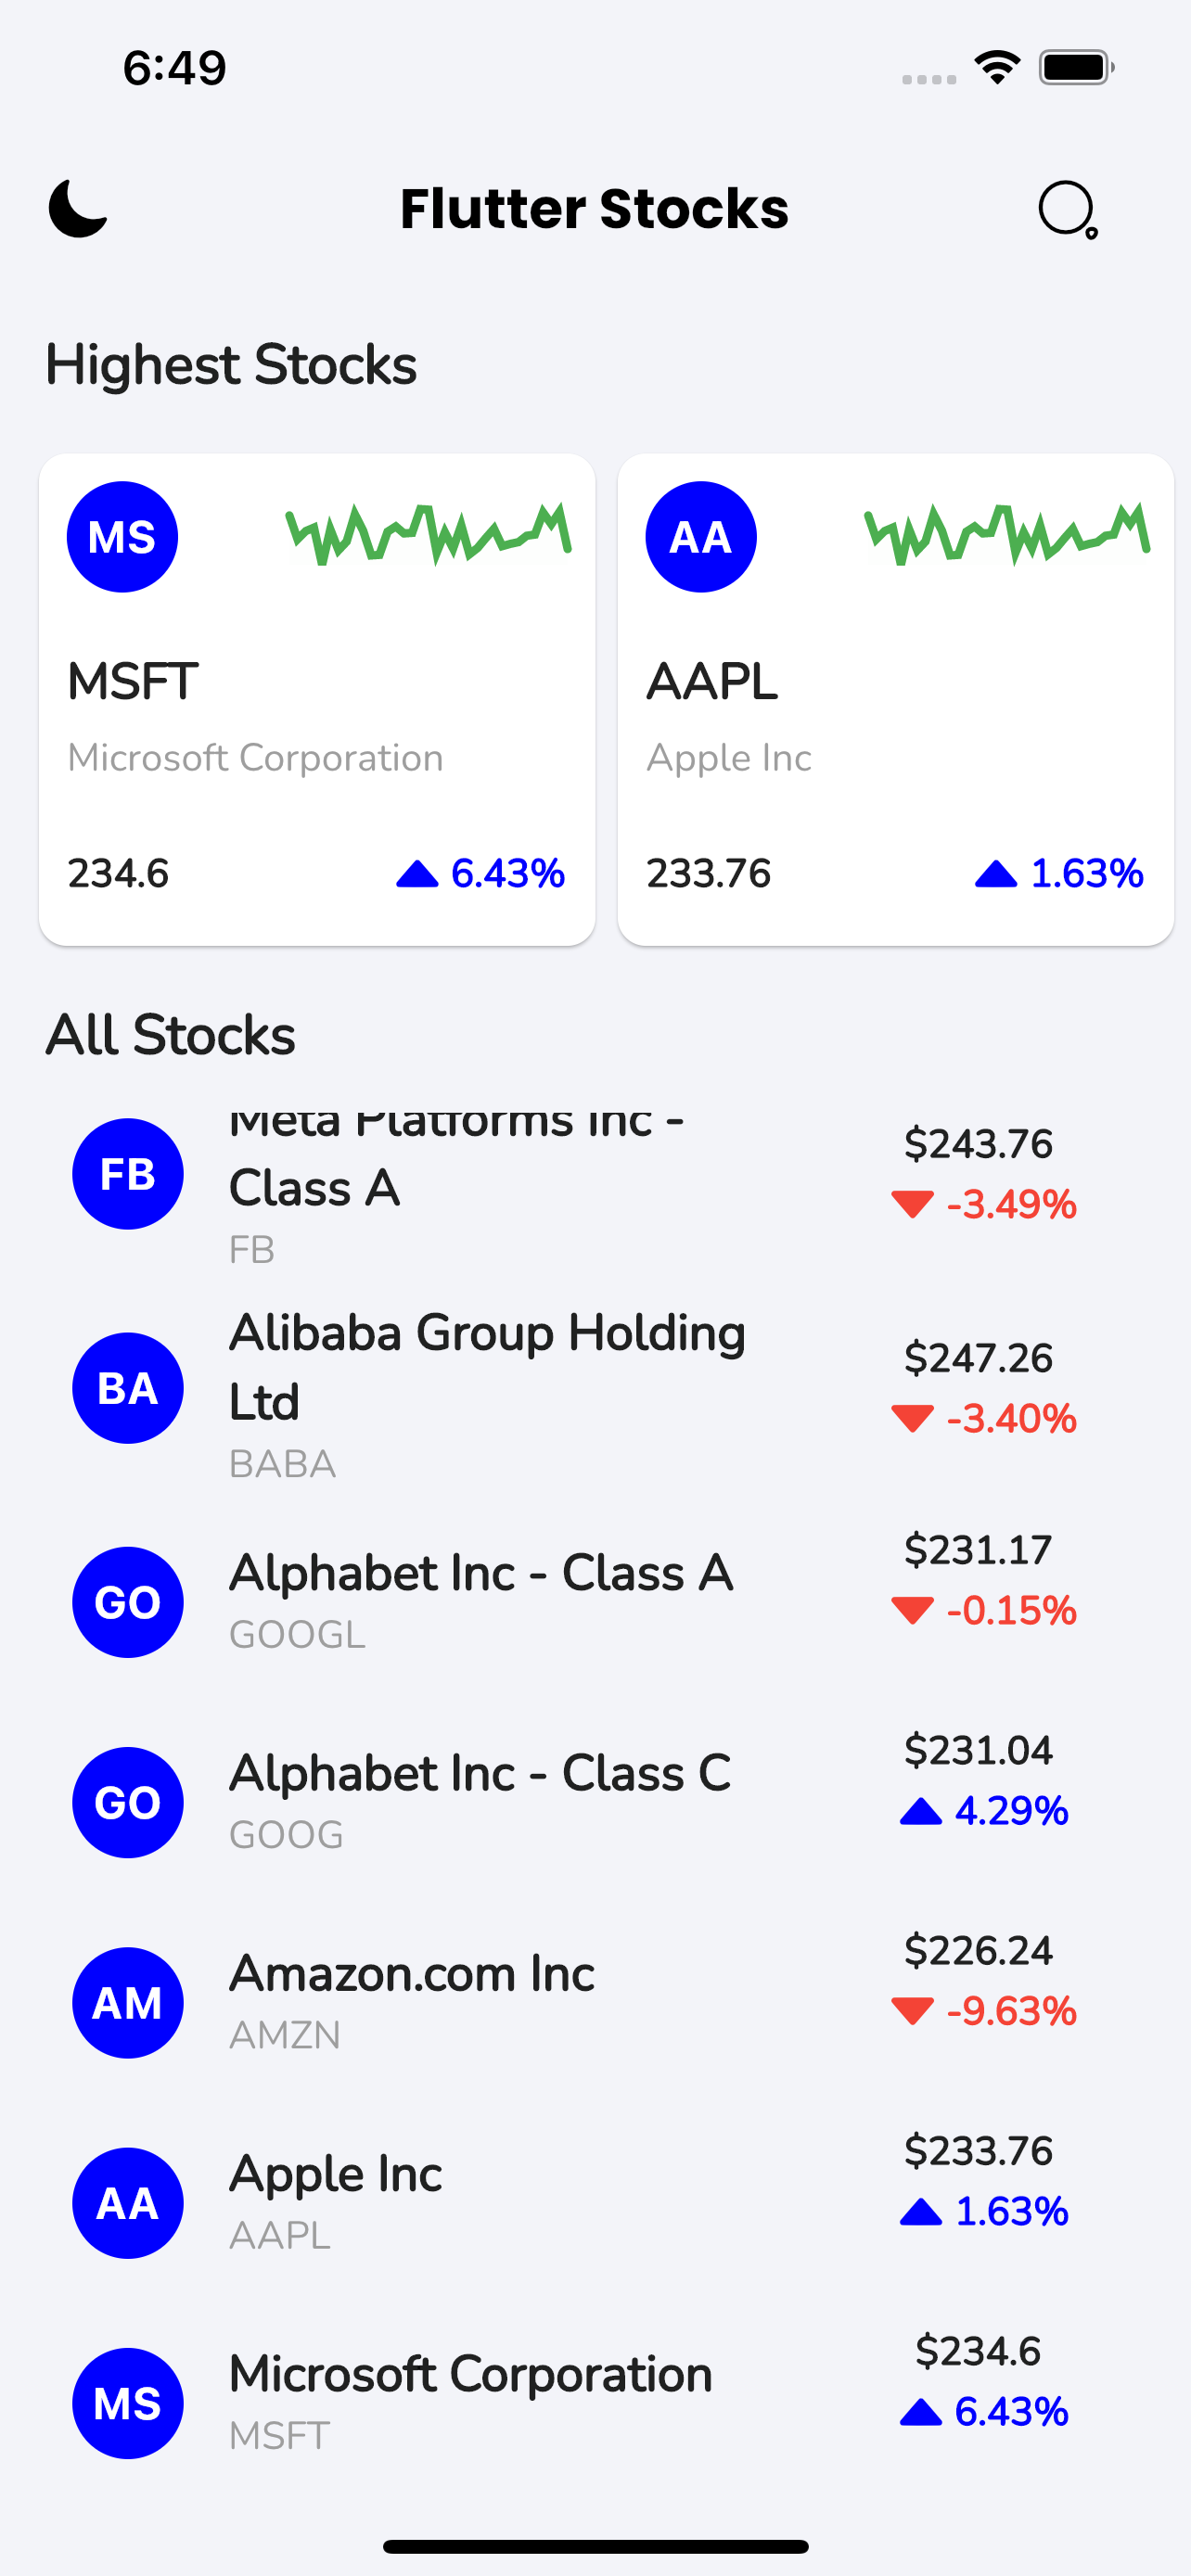 6:49
Flutter Stocks
Highest Stocks
MS
MSFT
Microsoft Corporation
234.6
6.43%
AA
AAPL
Apple Inc
233.76
1.63%
All Stocks
FB
Meta Platforms Inc -
Class A
FB
$243.76
-3.49%
BA
Alibaba Group Holding
Ltd
BABA
$247.26
-3.40%
GO
Alphabet Inc - Class A
GOOGL
$231.17
-0.15%
GO
Alphabet Inc - Class C
GOOG
$231.04
4.29%
AM
Amazon.com Inc
AMZN
$226.24
-9.63%
AA
Apple Inc
AAPL
$233.76
1.63%
MS
Microsoft Corporation
MSFT
$234.6
6.43%